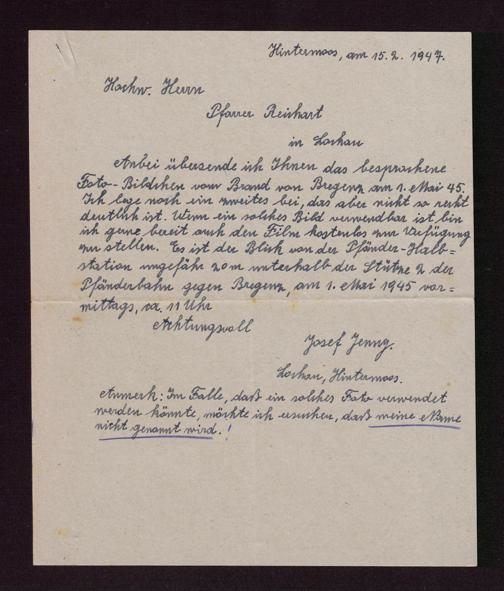 Hintermoos, am 15.2. 1947.
Hochw. Herrn
Pfarrer Reichart
in Lochau
Anbei übersende ich Ihnen das besprochene
Foto-Bildchen vom Brand von Bregenz am 1. Mai 45.
Ich lege noch ein zweites bei, das aber nicht so recht
deutlich ist. Wenn ein solches Bild verwendbar ist, bin
ich gerne bereit auch den Film kostenlos zur Verfügung
zu stellen. Es ist der Blick von der Pfänder-Halb=
station ungefähr 20 m unterhalb der Stütze 2 der
Pfänderbahn gegen Bregenz, am 1. Mai 1945 vor=
mittags, ca. 11 Uhr
Achtungsvoll
Josef Jenny.
Lochau, Hintermoos.
Anmerk: Im Falle, daß ein solches Foto verwendet
werden könnte, möchte ich ersuchen, daß meine Name
nicht genannt wird.!